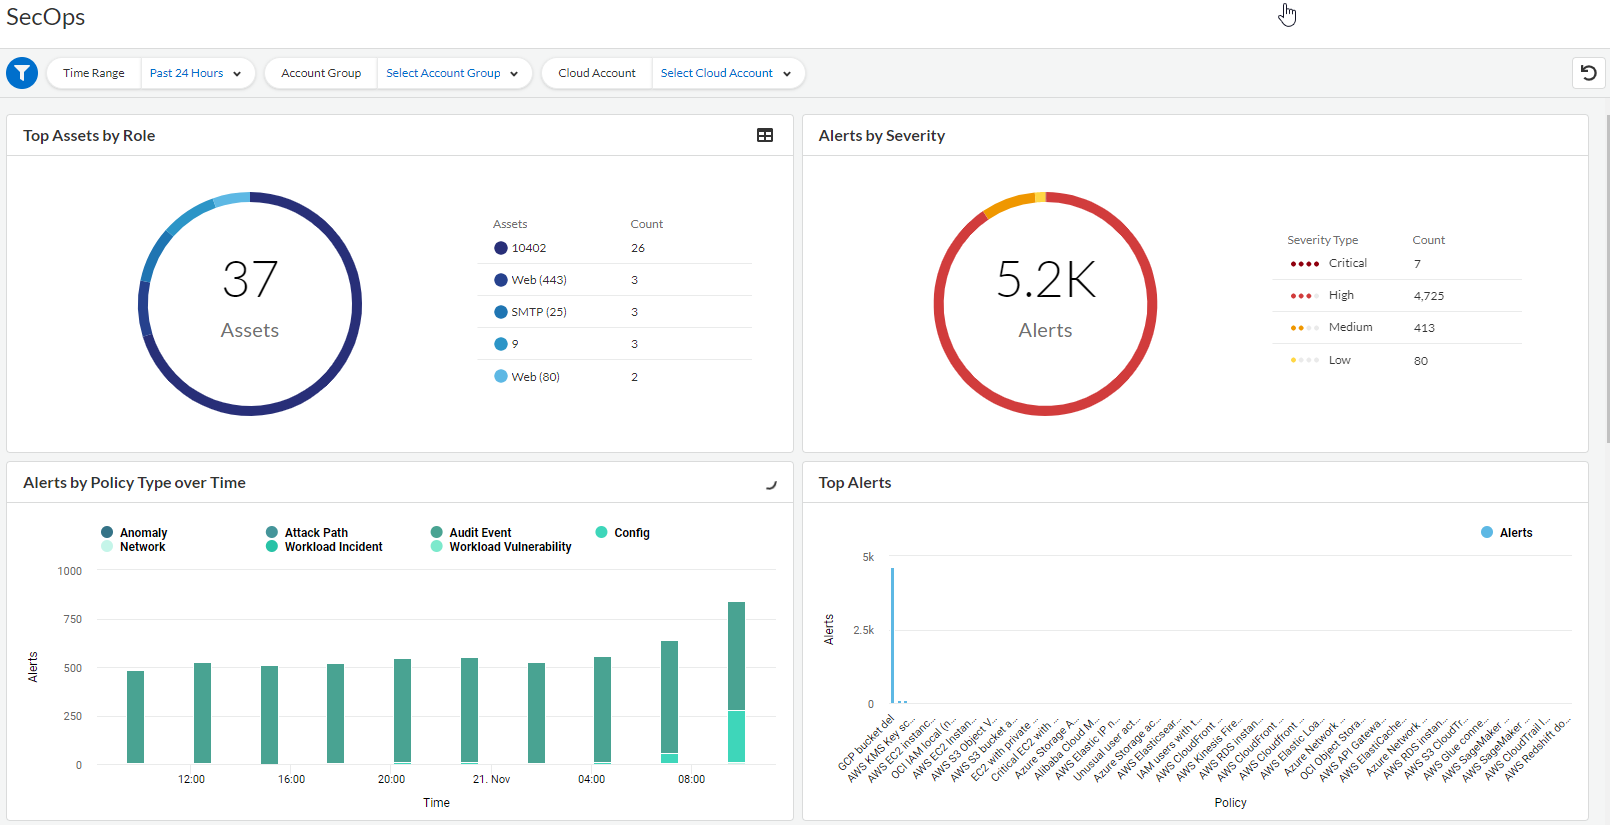 SecOps
Time Range Past 24 Hours Account Group Select Account Group Cloud Account Select Cloud Account
Top Assets by Role
37
Assets
Assets Count
10402 26
Web (443) 3
SMTP (25) 3
9 3
Web (80) 2
Alerts by Severity
5.2K
Alerts
Severity Type Count
Critical 7
High 4,725
Medium 413
Low 80
Alerts by Policy Type over Time
Anomaly Attack Path Audit Event Config
Network Workload Incident Workload Vulnerability
1000
750
500
250
0
Alerts
12:00 16:00 20:00 21. Nov 04:00 08:00
Time
Top Alerts
Alerts
5k
2.5k
0
Alerts
GCP bucket del
AWS KMS Key sc...
AWS EC2 instanc...
OCI IAM local (n...
AWS EC2 Instan...
AWS S3 Object V...
AWS S3 bucket a...
EC2 with private ...
Critical EC2 with ...
Azure Storage A...
Alibaba Cloud M...
AWS Elastic IP n...
Unusual user act...
Azure Storage ac...
AWS Elasticsear...
IAM users with t...
AWS CloudFront ...
AWS Kinesis Fire...
AWS RDS instan...
AWS CloudFront ...
AWS Cloudfront ...
AWS Elastic Loa...
Azure Network ...
OCI Object Stora...
AWS API Gatewa...
AWS ElastiCache...
Azure Network ...
AWS RDS instan...
AWS S3 CloudTr...
AWS Glue conne...
AWS SageMaker ...
AWS SageMaker ...
AWS CloudTrail l...
AWS Redshift do...
Policy